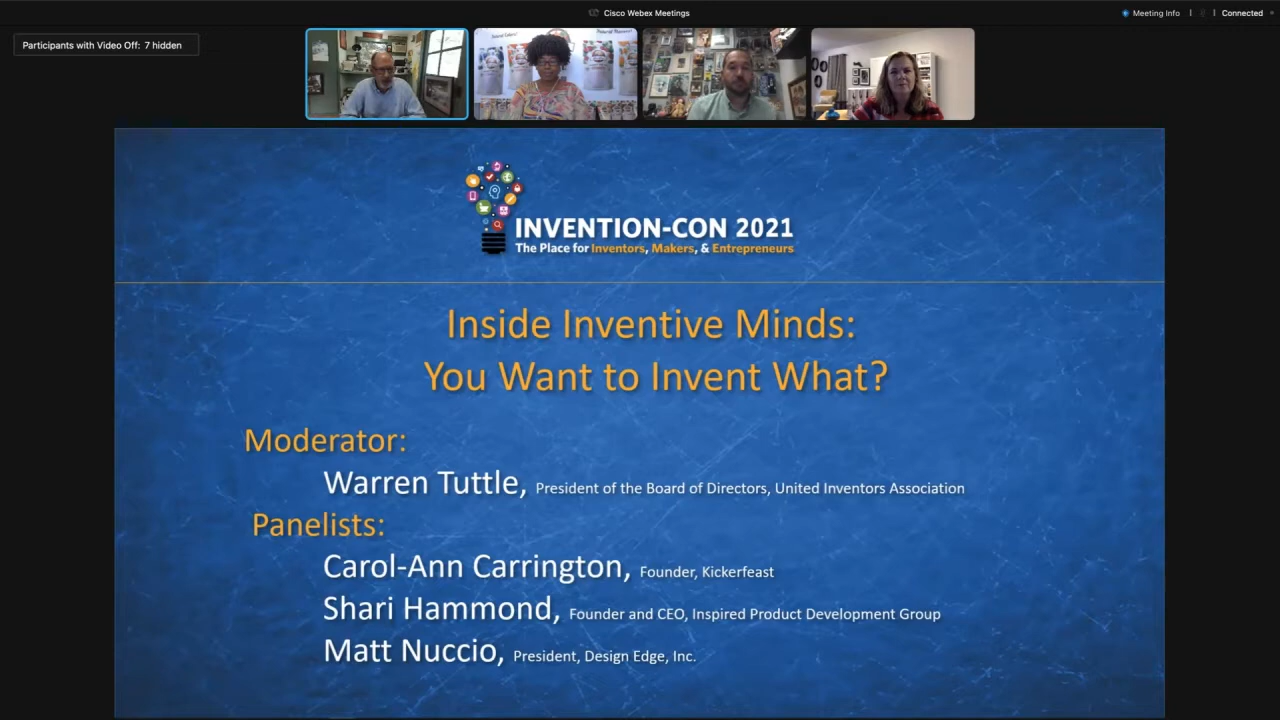 Cisco Webex Meetings
Meeting Info
Connected
Participants with Video Off: 7 hidden
INVENTION-CON 2021
The Place for Inventors, Makers, & Entrepreneurs
Inside Inventive Minds:
You Want to Invent What?
Moderator:
Warren Tuttle, President of the Board of Directors, United Inventors Association
Panelists:
Carol-Ann Carrington, Founder, Kickerfeast
Shari Hammond, Founder and CEO, Inspired Product Development Group
Matt Nuccio, President, Design Edge, Inc.